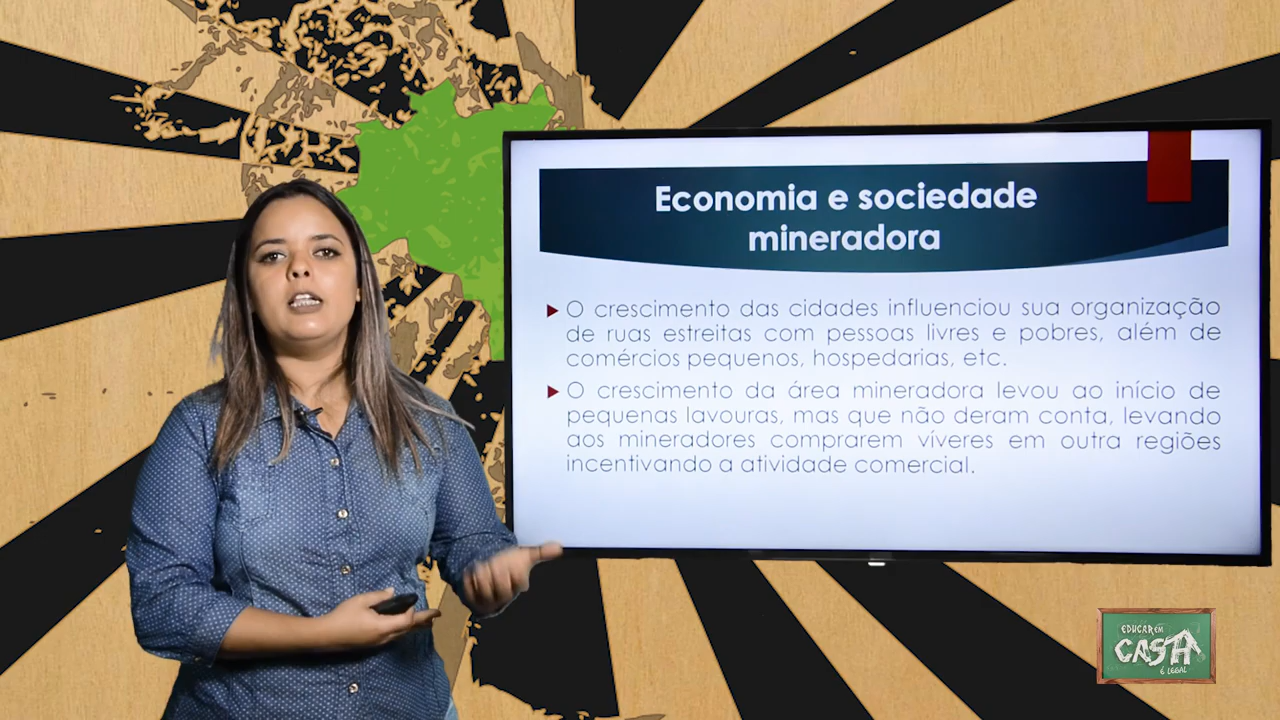 Economia e sociedade
mineradora
O crescimento das cidades influenciou sua organização
de ruas estreitas com pessoas livres e pobres, além de
comércios pequenos, hospedarias, etc.
O crescimento da área mineradora levou ao início de
pequenas lavouras, mas que não deram conta, levando
aos mineradores comprarem víveres em outra regiões
incentivando a atividade comercial.
EDUCAR EM
CASA
É LEGAL